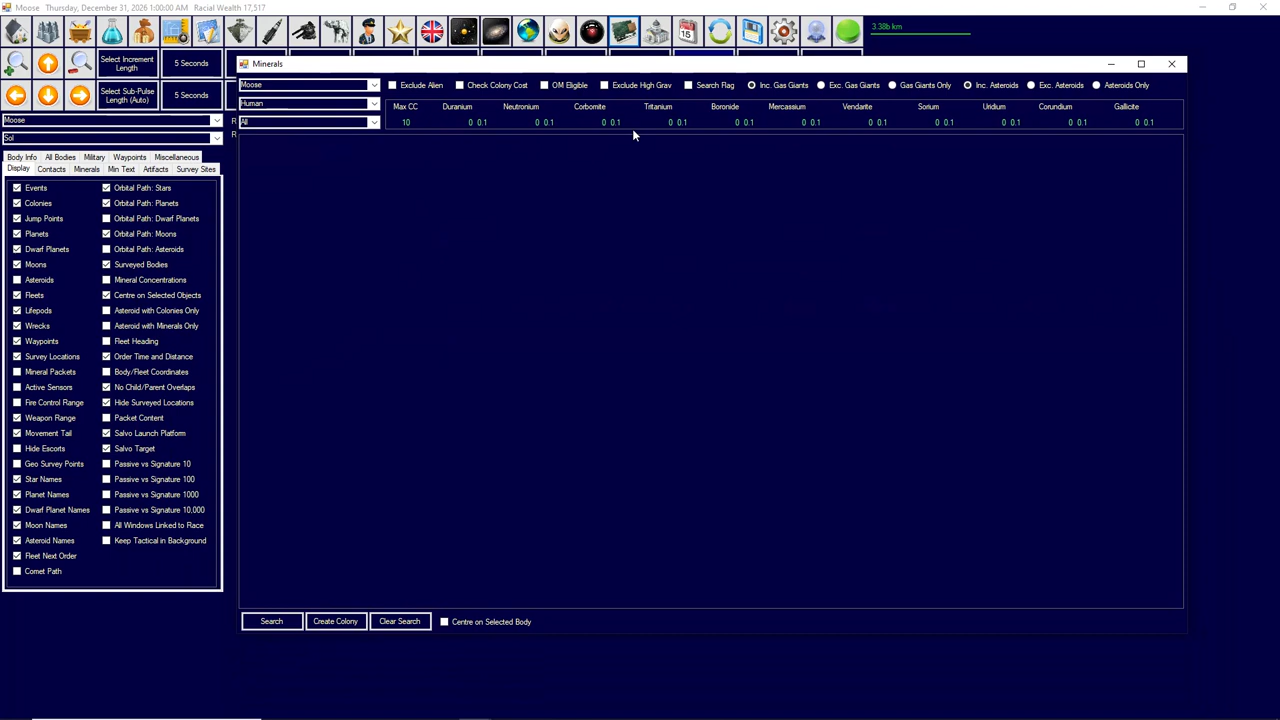 Moose Thursday, December 31, 2026 1:00:00 AM Racial Wealth 17,517
3.38b km
Select Increment Length
5 Seconds
Select Sub-Pulse Length (Auto)
5 Seconds
Moose
Sol
Body Info All Bodies Military Waypoints Miscellaneous
Display Contacts Minerals Min Text Artifacts Survey Sites
Events Orbital Path: Stars
Colonies Orbital Path: Planets
Jump Points Orbital Path: Dwarf Planets
Planets Orbital Path: Moons
Dwarf Planets Orbital Path: Asteroids
Moons Surveyed Bodies
Asteroids Mineral Concentrations
Fleets Centre on Selected Objects
Lifepods Asteroid with Colonies Only
Wrecks Asteroid with Minerals Only
Waypoints Fleet Heading
Survey Locations Order Time and Distance
Mineral Packets Body/Fleet Coordinates
Active Sensors No Child/Parent Overlaps
Fire Control Range Hide Surveyed Locations
Weapon Range Packet Content
Movement Tail Salvo Launch Platform
Hide Escorts Salvo Target
Geo Survey Points Passive vs Signature 10
Star Names Passive vs Signature 100
Planet Names Passive vs Signature 1000
Dwarf Planet Names Passive vs Signature 10,000
Moon Names All Windows Linked to Race
Asteroid Names Keep Tactical in Background
Fleet Next Order
Comet Path
Minerals
Moose Exclude Alien Check Colony Cost OM Eligible Exclude High Grav Search Flag Inc. Gas Giants Exc. Gas Giants Gas Giants Only Inc. Asteroids Exc. Asteroids Asteroids Only
Human Max CC Duranium Neutronium Corbomite Tritanium Boronide Mercassium Vendarite Sorium Uridium Corundium Gallicite
All 10 0 0.1 0 0.1 0 0.1 0 0.1 0 0.1 0 0.1 0 0.1 0 0.1 0 0.1 0 0.1 0 0.1
Search Create Colony Clear Search Centre on Selected Body
R
R
15